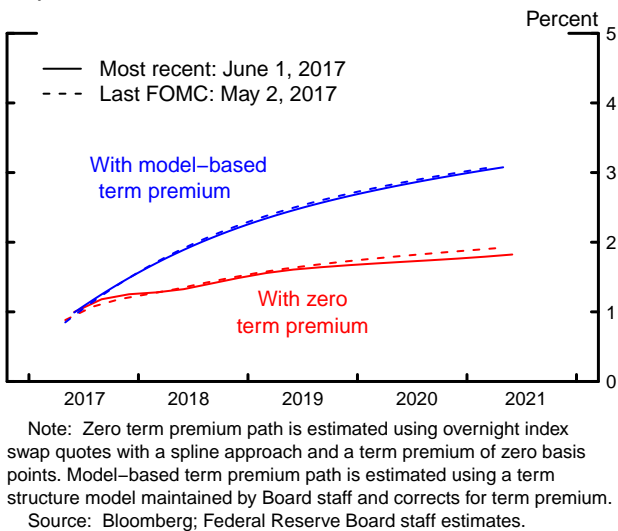 Percent
5
Most recent: June 1, 2017
Last FOMC: May 2, 2017
4
With model−based
term premium
3
2
With zero
term premium
1
0
2017 2018 2019 2020 2021
Note: Zero term premium path is estimated using overnight index
swap quotes with a spline approach and a term premium of zero basis
points. Model−based term premium path is estimated using a term
structure model maintained by Board staff and corrects for term premium.
Source: Bloomberg; Federal Reserve Board staff estimates.